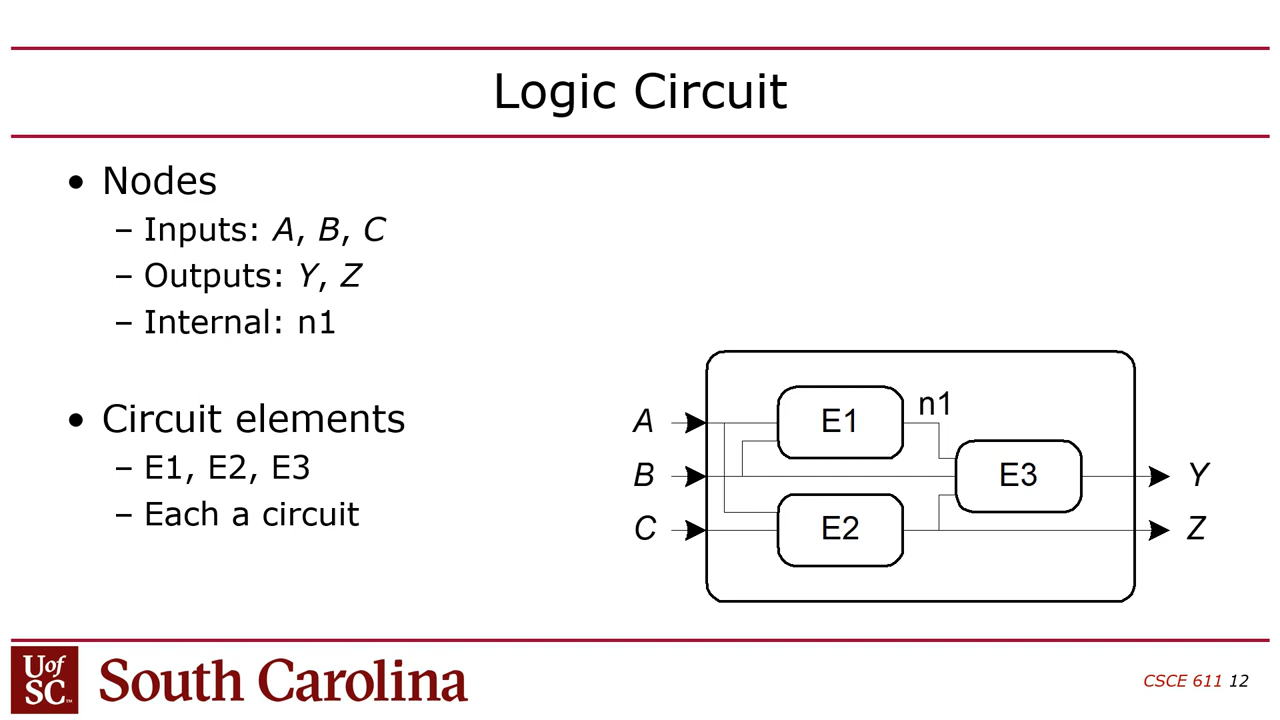 Logic Circuit
• Nodes
– Inputs: A, B, C
– Outputs: Y, Z
– Internal: n1
• Circuit elements
– E1, E2, E3
– Each a circuit
A
B
C
E1
n1
E2
E3
Y
Z
U of SC™
South Carolina
CSCE 611 12